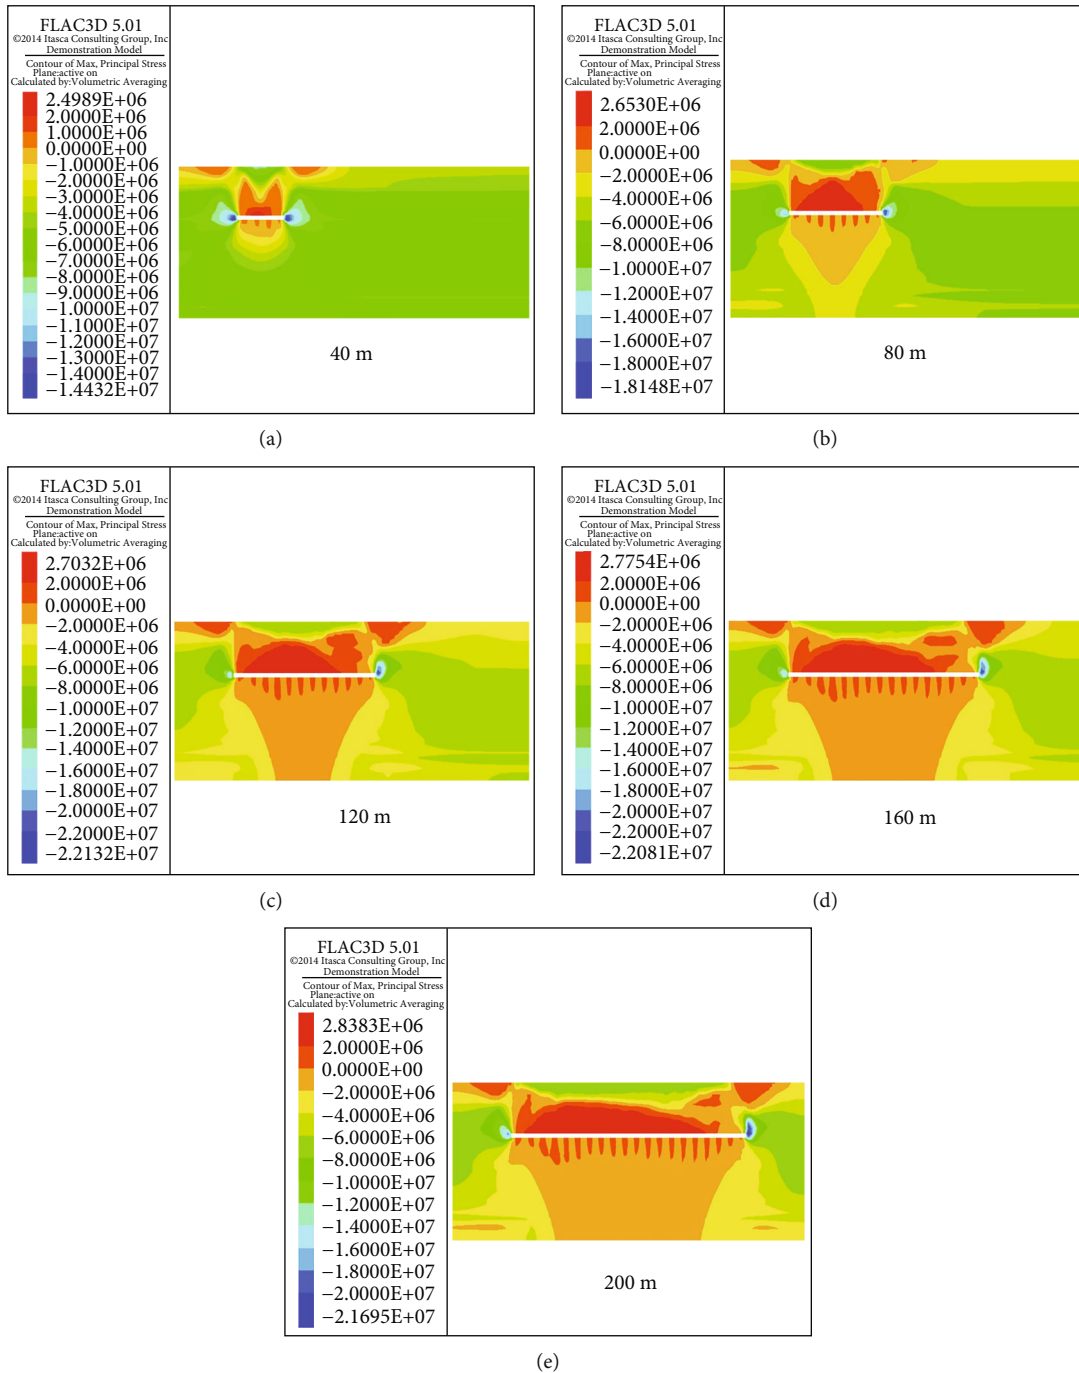 FLAC3D 5.01
©2014 Itasca Consulting Group, Inc
Demonstration Model
Contour of Max, Principal Stress
Plane:active on
Calculated by:Volumetric Averaging
2.4989E+06
2.0000E+06
1.0000E+06
0.0000E+00
−1.0000E+06
−2.0000E+06
−3.0000E+06
−4.0000E+06
−5.0000E+06
−6.0000E+06
−7.0000E+06
−8.0000E+06
−9.0000E+06
−1.0000E+07
−1.1000E+07
−1.2000E+07
−1.3000E+07
−1.4000E+07
−1.4432E+07
40 m
(a)
FLAC3D 5.01
©2014 Itasca Consulting Group, Inc
Demonstration Model
Contour of Max, Principal Stress
Plane:active on
Calculated by:Volumetric Averaging
2.6530E+06
2.0000E+06
0.0000E+00
−2.0000E+06
−4.0000E+06
−6.0000E+06
−8.0000E+06
−1.0000E+07
−1.2000E+07
−1.4000E+07
−1.6000E+07
−1.8000E+07
−1.8148E+07
80 m
(b)
FLAC3D 5.01
©2014 Itasca Consulting Group, Inc
Demonstration Model
Contour of Max, Principal Stress
Plane:active on
Calculated by:Volumetric Averaging
2.7032E+06
2.0000E+06
0.0000E+00
−2.0000E+06
−4.0000E+06
−6.0000E+06
−8.0000E+06
−1.0000E+07
−1.2000E+07
−1.4000E+07
−1.6000E+07
−1.8000E+07
−2.0000E+07
−2.2000E+07
−2.2132E+07
120 m
(c)
FLAC3D 5.01
©2014 Itasca Consulting Group, Inc
Demonstration Model
Contour of Max, Principal Stress
Plane:active on
Calculated by:Volumetric Averaging
2.7754E+06
2.0000E+06
0.0000E+00
−2.0000E+06
−4.0000E+06
−6.0000E+06
−8.0000E+06
−1.0000E+07
−1.2000E+07
−1.4000E+07
−1.6000E+07
−1.8000E+07
−2.0000E+07
−2.2000E+07
−2.2081E+07
160 m
(d)
FLAC3D 5.01
©2014 Itasca Consulting Group, Inc
Demonstration Model
Contour of Max, Principal Stress
Plane:active on
Calculated by:Volumetric Averaging
2.8383E+06
2.0000E+06
0.0000E+00
−2.0000E+06
−4.0000E+06
−6.0000E+06
−8.0000E+06
−1.0000E+07
−1.2000E+07
−1.4000E+07
−1.6000E+07
−1.8000E+07
−2.0000E+07
−2.1695E+07
200 m
(e)